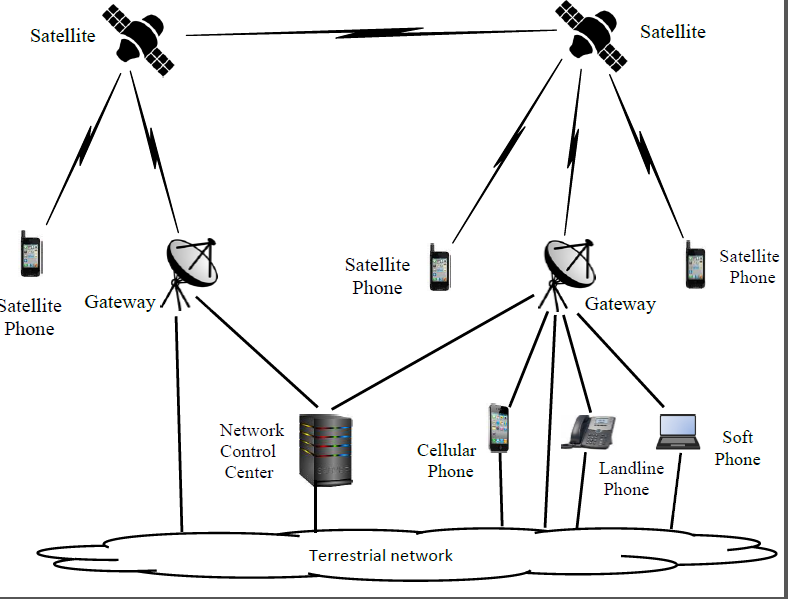 Satellite
Satellite
Satellite
Phone
Gateway
Satellite
Phone
Gateway
Satellite
Phone
Network
Control
Center
Cellular
Phone
Landline
Phone
Soft
Phone
Terrestrial network